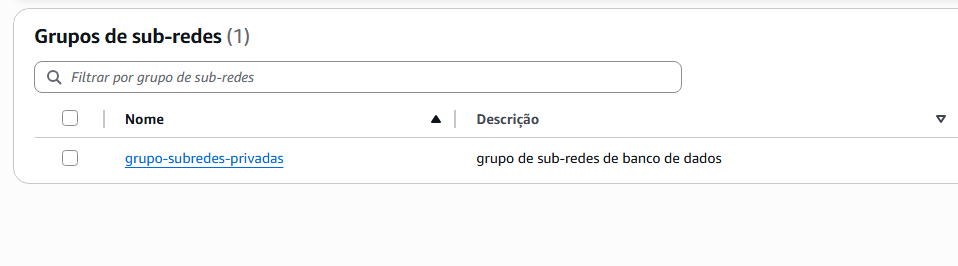 Grupos de sub-redes (1)
Filtrar por grupo de sub-redes
Nome Descrição
grupo-subredes-privadas grupo de sub-redes de banco de dados